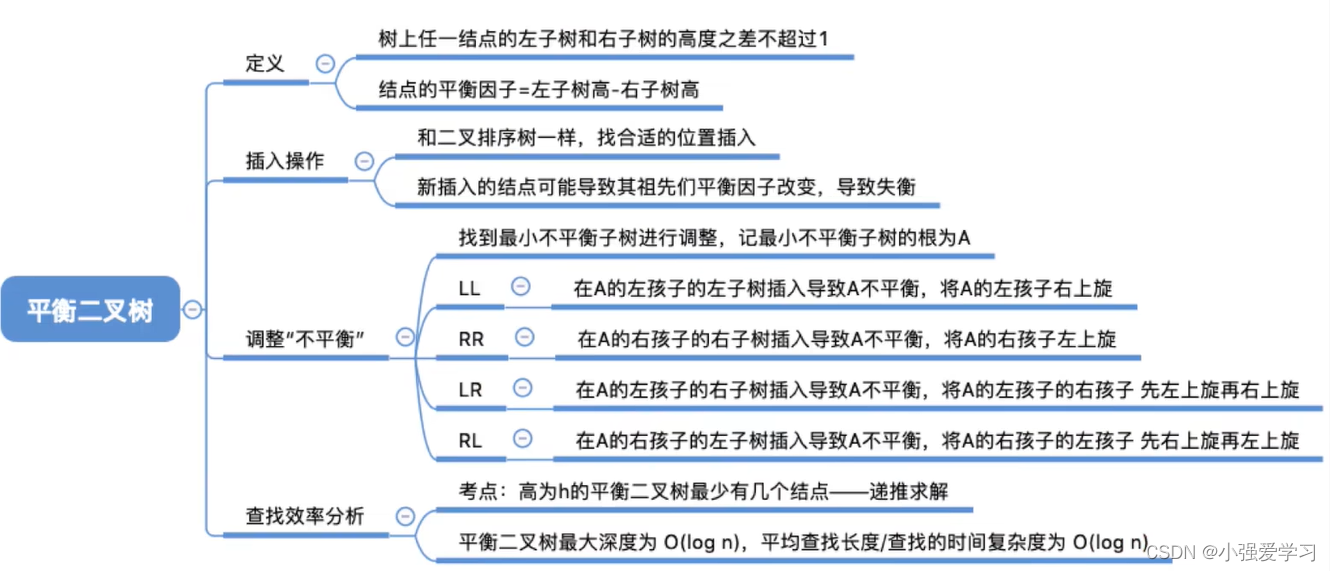 平衡二叉树
定义
树上任一结点的左子树和右子树的高度之差不超过1
结点的平衡因子=左子树高-右子树高
插入操作
和二叉排序树一样，找合适的位置插入
新插入的结点可能导致其祖先们平衡因子改变，导致失衡
调整“不平衡”
找到最小不平衡子树进行调整，记最小不平衡子树的根为A
LL
在A的左孩子的左子树插入导致A不平衡，将A的左孩子右上旋
RR
在A的右孩子的右子树插入导致A不平衡，将A的右孩子左上旋
LR
在A的左孩子的右子树插入导致A不平衡，将A的左孩子的右孩子 先左上旋再右上旋
RL
在A的右孩子的左子树插入导致A不平衡，将A的右孩子的左孩子 先右上旋再左上旋
查找效率分析
考点：高为h的平衡二叉树最少有几个结点——递推求解
平衡二叉树最大深度为 O(log n)，平均查找长度/查找的时间复杂度为 O(log n)
CSDN @小强爱学习